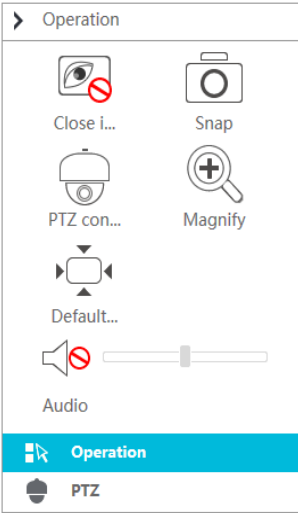 Operation
Close i... Snap
PTZ con... Magnify
Default...
Audio
Operation
PTZ